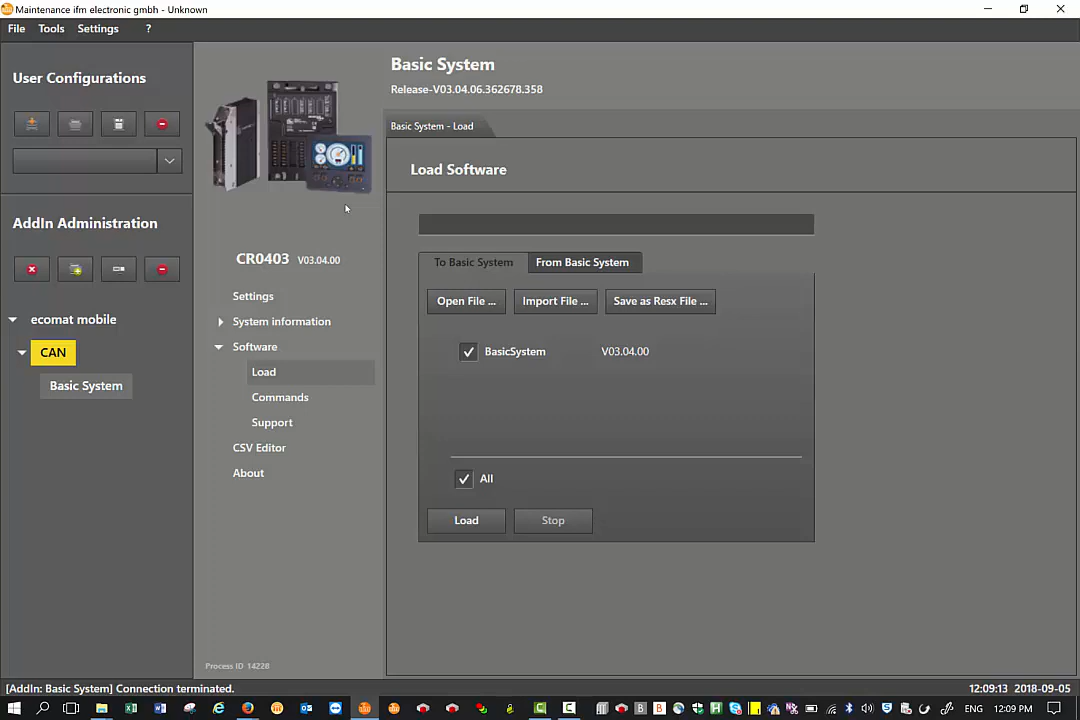 Maintenance ifm electronic gmbh - Unknown
File Tools Settings ?
User Configurations
AddIn Administration
ecomat mobile
CAN
Basic System
CR0403 V03.04.00
Settings
System information
Software
Load
Commands
Support
CSV Editor
About
Process ID 14228
Basic System
Release-V03.04.06.362678.358
Basic System - Load
Load Software
To Basic System From Basic System
Open File ... Import File ... Save as Resx File ...
BasicSystem V03.04.00
All
Load Stop
[AddIn: Basic System] Connection terminated. 12:09:13 2018-09-05
ENG 12:09 PM